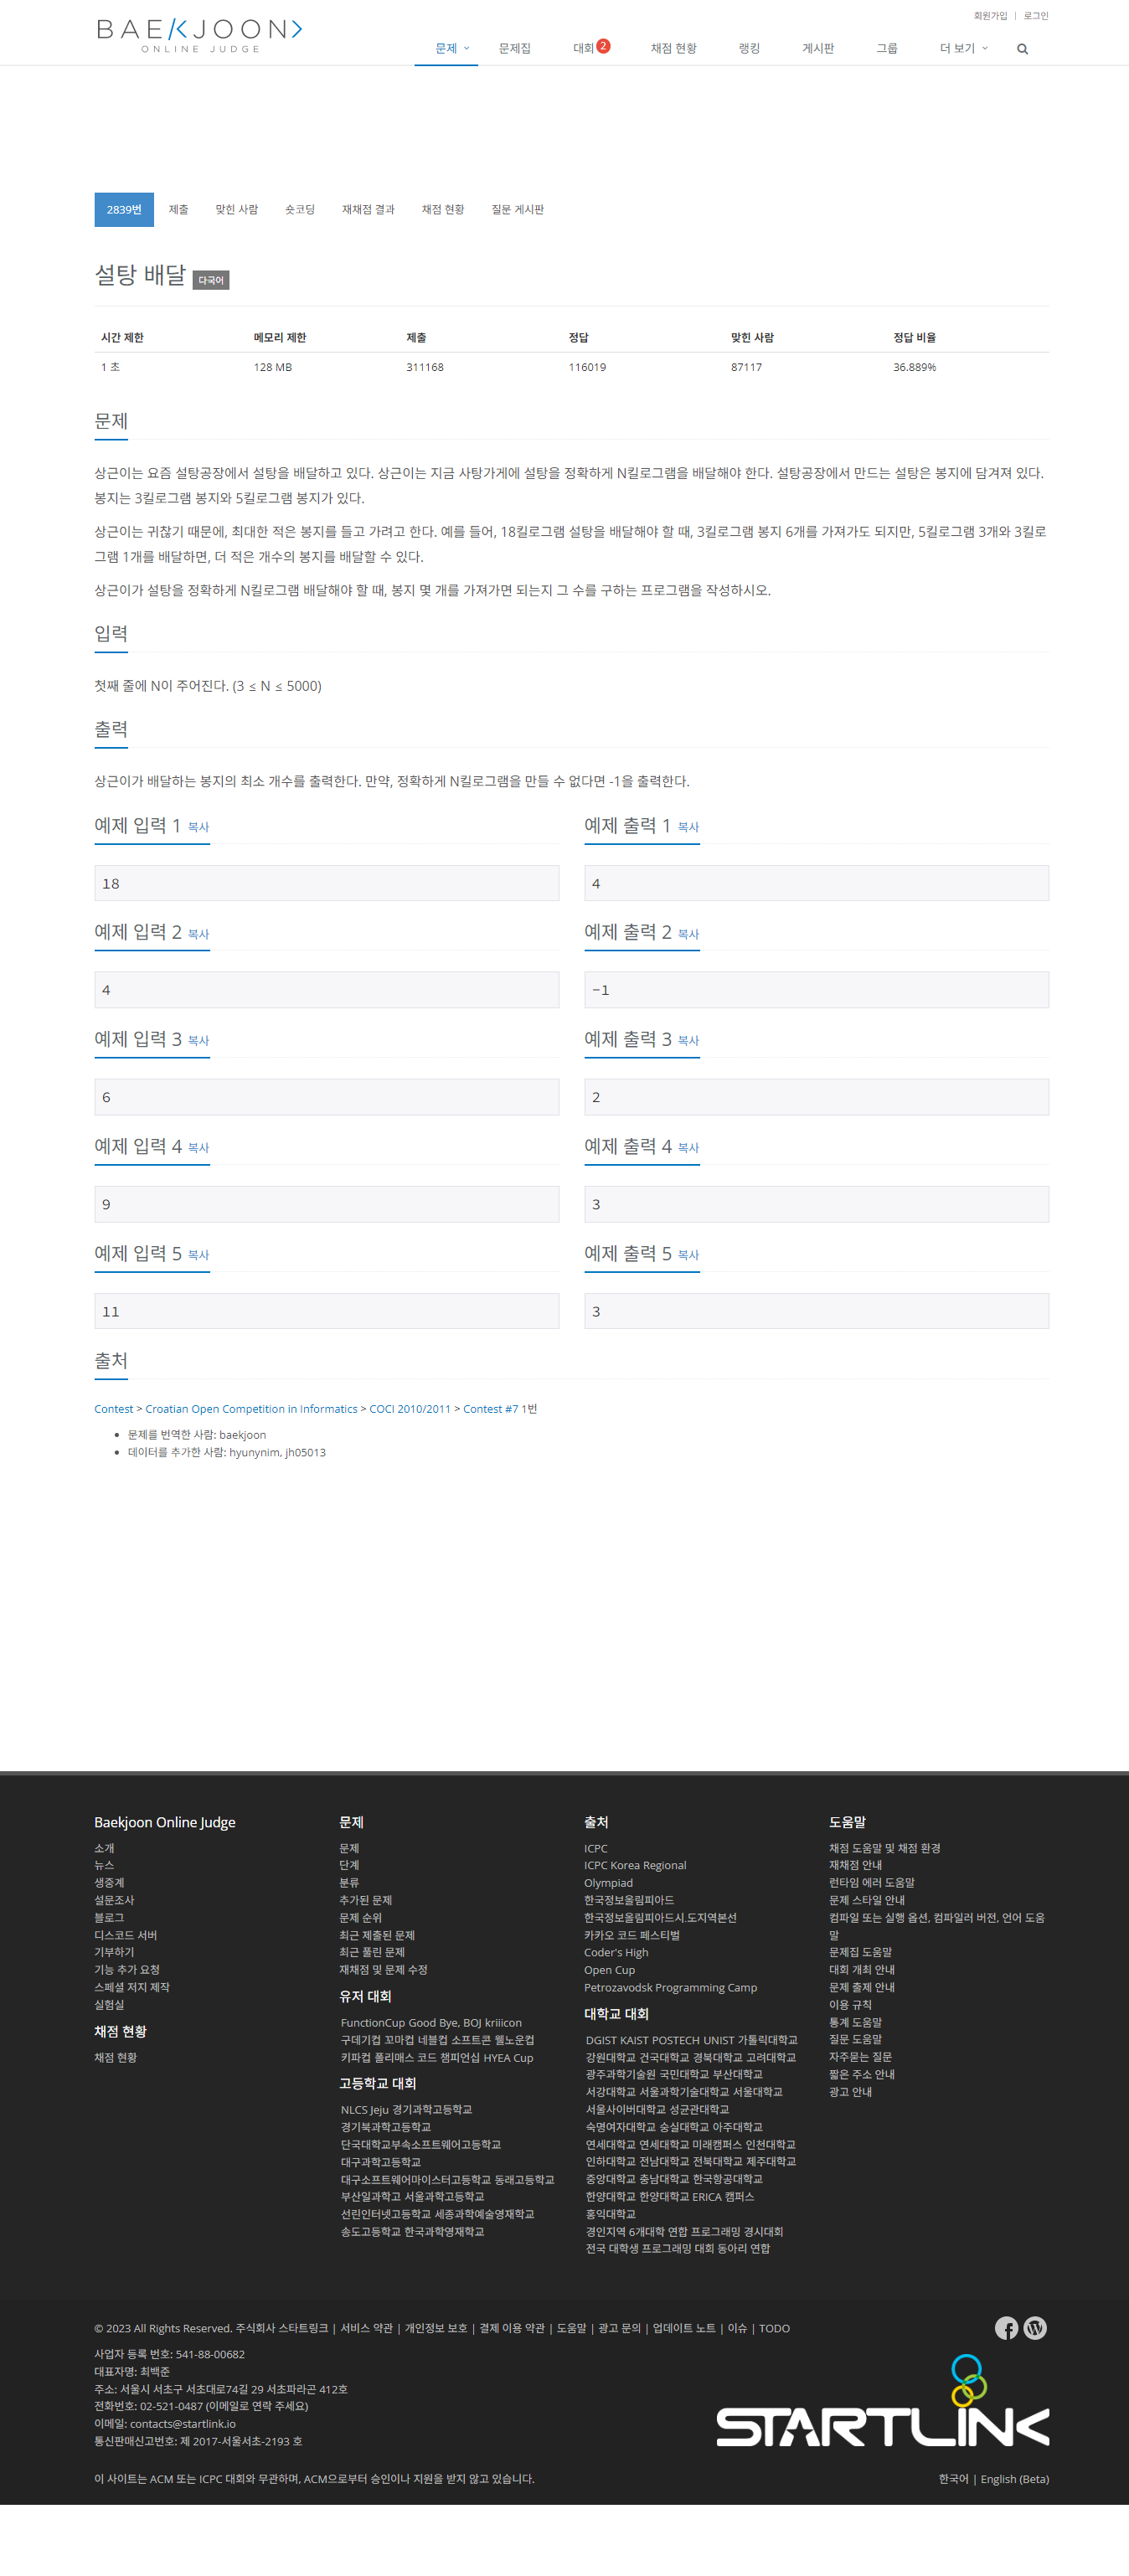 회원가입 | 로그인
BAEKJOON
ONLINE JUDGE
문제 문제집 대회 2 채점 현황 랭킹 게시판 그룹 더 보기
2839번 제출 맞힌 사람 숏코딩 재채점 결과 채점 현황 질문 게시판
설탕 배달 다국어
시간 제한 메모리 제한 제출 정답 맞힌 사람 정답 비율
1 초 128 MB 311168 116019 87117 36.889%
문제
상근이는 요즘 설탕공장에서 설탕을 배달하고 있다. 상근이는 지금 사탕가게에 설탕을 정확하게 N킬로그램을 배달해야 한다. 설탕공장에서 만드는 설탕은 봉지에 담겨져 있다.
봉지는 3킬로그램 봉지와 5킬로그램 봉지가 있다.
상근이는 귀찮기 때문에, 최대한 적은 봉지를 들고 가려고 한다. 예를 들어, 18킬로그램 설탕을 배달해야 할 때, 3킬로그램 봉지 6개를 가져가도 되지만, 5킬로그램 3개와 3킬로
그램 1개를 배달하면, 더 적은 개수의 봉지를 배달할 수 있다.
상근이가 설탕을 정확하게 N킬로그램 배달해야 할 때, 봉지 몇 개를 가져가면 되는지 그 수를 구하는 프로그램을 작성하시오.
입력
첫째 줄에 N이 주어진다. (3 ≤ N ≤ 5000)
출력
상근이가 배달하는 봉지의 최소 개수를 출력한다. 만약, 정확하게 N킬로그램을 만들 수 없다면 -1을 출력한다.
예제 입력 1 복사
18
예제 출력 1 복사
4
예제 입력 2 복사
4
예제 출력 2 복사
-1
예제 입력 3 복사
6
예제 출력 3 복사
2
예제 입력 4 복사
9
예제 출력 4 복사
3
예제 입력 5 복사
11
예제 출력 5 복사
3
출처
Contest > Croatian Open Competition in Informatics > COCI 2010/2011 > Contest #7 1번
문제를 번역한 사람: baekjoon
데이터를 추가한 사람: hyunynim, jh05013
Baekjoon Online Judge
소개
뉴스
생중계
설문조사
블로그
디스코드 서버
기부하기
기능 추가 요청
스페셜 저지 제작
실험실
채점 현황
채점 현황
문제
문제
단계
분류
추가된 문제
문제 순위
최근 제출된 문제
최근 풀린 문제
재채점 및 문제 수정
유저 대회
FunctionCup Good Bye, BOJ kriiicon
구데기컵 꼬마컵 네블컵 소프트콘 웰노운컵
키파컵 폴리매스 코드 챔피언십 HYEA Cup
고등학교 대회
NLCS Jeju 경기과학고등학교
경기북과학고등학교
단국대학교부속소프트웨어고등학교
대구과학고등학교
대구소프트웨어마이스터고등학교 동래고등학교
부산일과학고 서울과학고등학교
선린인터넷고등학교 세종과학예술영재학교
송도고등학교 한국과학영재학교
출처
ICPC
ICPC Korea Regional
Olympiad
한국정보올림피아드
한국정보올림피아드시.도지역본선
카카오 코드 페스티벌
Coder's High
Open Cup
Petrozavodsk Programming Camp
대학교 대회
DGIST KAIST POSTECH UNIST 가톨릭대학교
강원대학교 건국대학교 경북대학교 고려대학교
광주과학기술원 국민대학교 부산대학교
서강대학교 서울과학기술대학교 서울대학교
서울사이버대학교 성균관대학교
숙명여자대학교 숭실대학교 아주대학교
연세대학교 연세대학교 미래캠퍼스 인천대학교
인하대학교 전남대학교 전북대학교 제주대학교
중앙대학교 충남대학교 한국항공대학교
한양대학교 한양대학교 ERICA 캠퍼스
홍익대학교
경인지역 6개대학 연합 프로그래밍 경시대회
전국 대학생 프로그래밍 대회 동아리 연합
도움말
채점 도움말 및 채점 환경
재채점 안내
런타임 에러 도움말
문제 스타일 안내
컴파일 또는 실행 옵션, 컴파일러 버전, 언어 도움
말
문제집 도움말
대회 개최 안내
문제 출제 안내
이용 규칙
통계 도움말
질문 도움말
자주묻는 질문
짧은 주소 안내
광고 안내
© 2023 All Rights Reserved. 주식회사 스타트링크 | 서비스 약관 | 개인정보 보호 | 결제 이용 약관 | 도움말 | 광고 문의 | 업데이트 노트 | 이슈 | TODO
사업자 등록 번호: 541-88-00682
대표자명: 최백준
주소: 서울시 서초구 서초대로74길 29 서초파라곤 412호
전화번호: 02-521-0487 (이메일로 연락 주세요)
이메일: contacts@startlink.io
통신판매신고번호: 제 2017-서울서초-2193 호
STARTLINK
이 사이트는 ACM 또는 ICPC 대회와 무관하며, ACM으로부터 승인이나 지원을 받지 않고 있습니다.
한국어 | English (Beta)